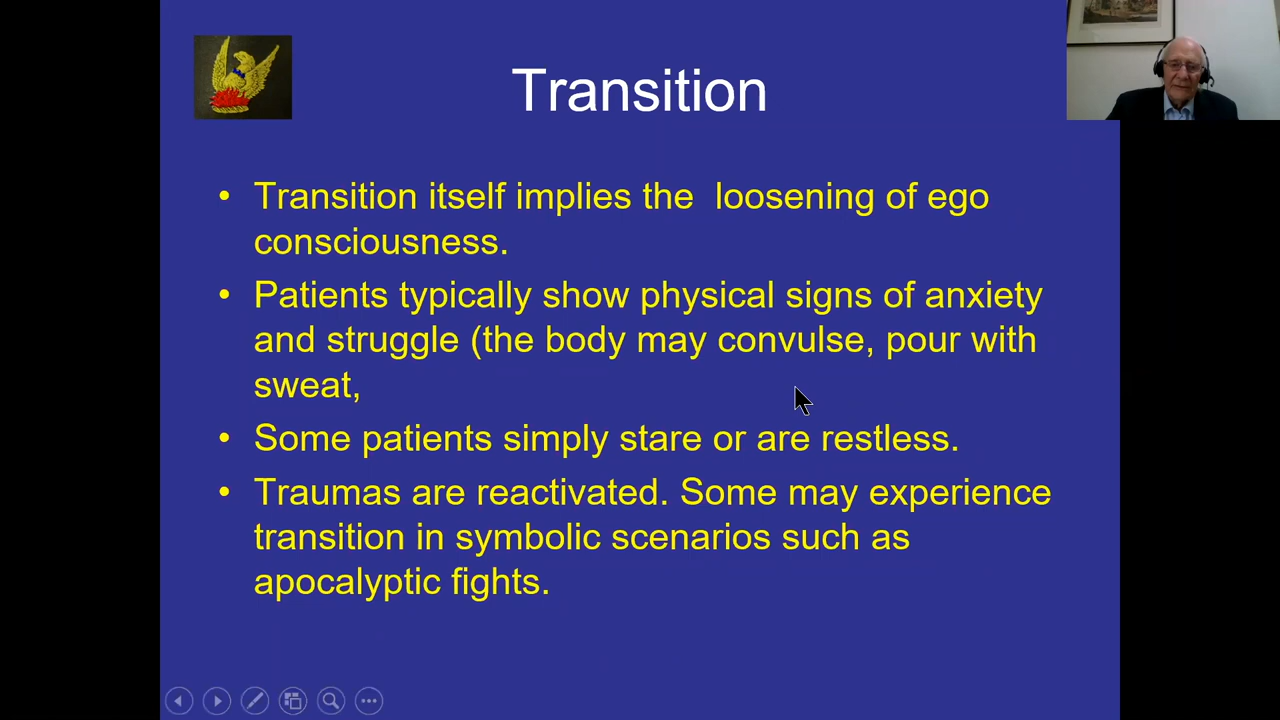 Transition
• Transition itself implies the  loosening of ego
consciousness.
• Patients typically show physical signs of anxiety
and struggle (the body may convulse, pour with
sweat,
• Some patients simply stare or are restless.
• Traumas are reactivated. Some may experience
transition in symbolic scenarios such as
apocalyptic fights.